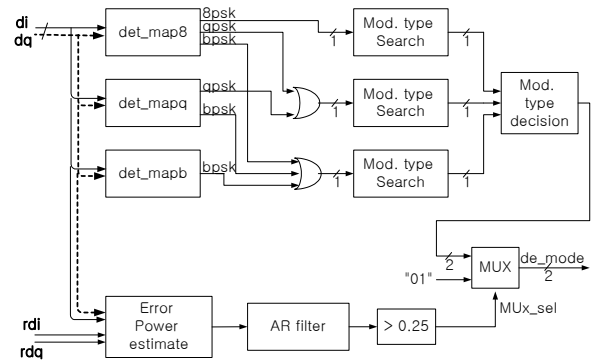 di
dq
det_map8
8psk
qpsk
bpsk
1
Mod. type
Search
1
det_mapq
qpsk
bpsk
1
Mod. type
Search
1
Mod.
type
decision
det_mapb
bpsk
1
Mod. type
Search
1
2
"01"
MUX
de_mode
2
MUx_sel
rdi
rdq
Error
Power
estimate
AR filter
> 0.25